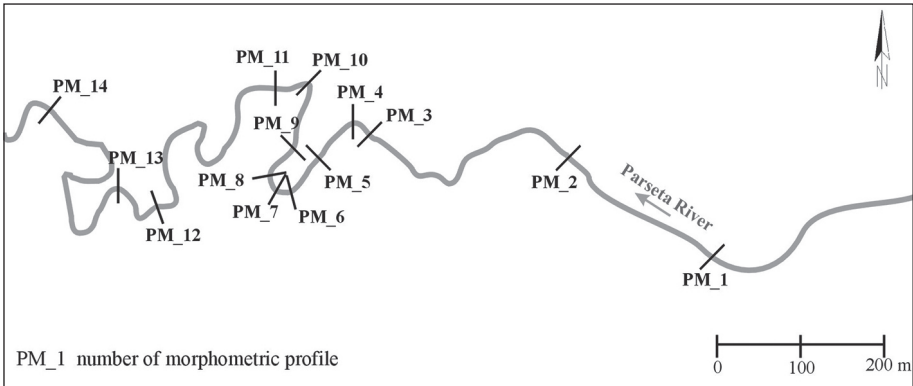 PM_11
PM_10
PM_14
PM_4
PM_3
PM_9
PM_13
PM_8
PM_5
PM_2
PM_7
PM_6
PM_12
Parseta River
PM_1
N
PM_1 number of morphometric profile
0 100 200 m